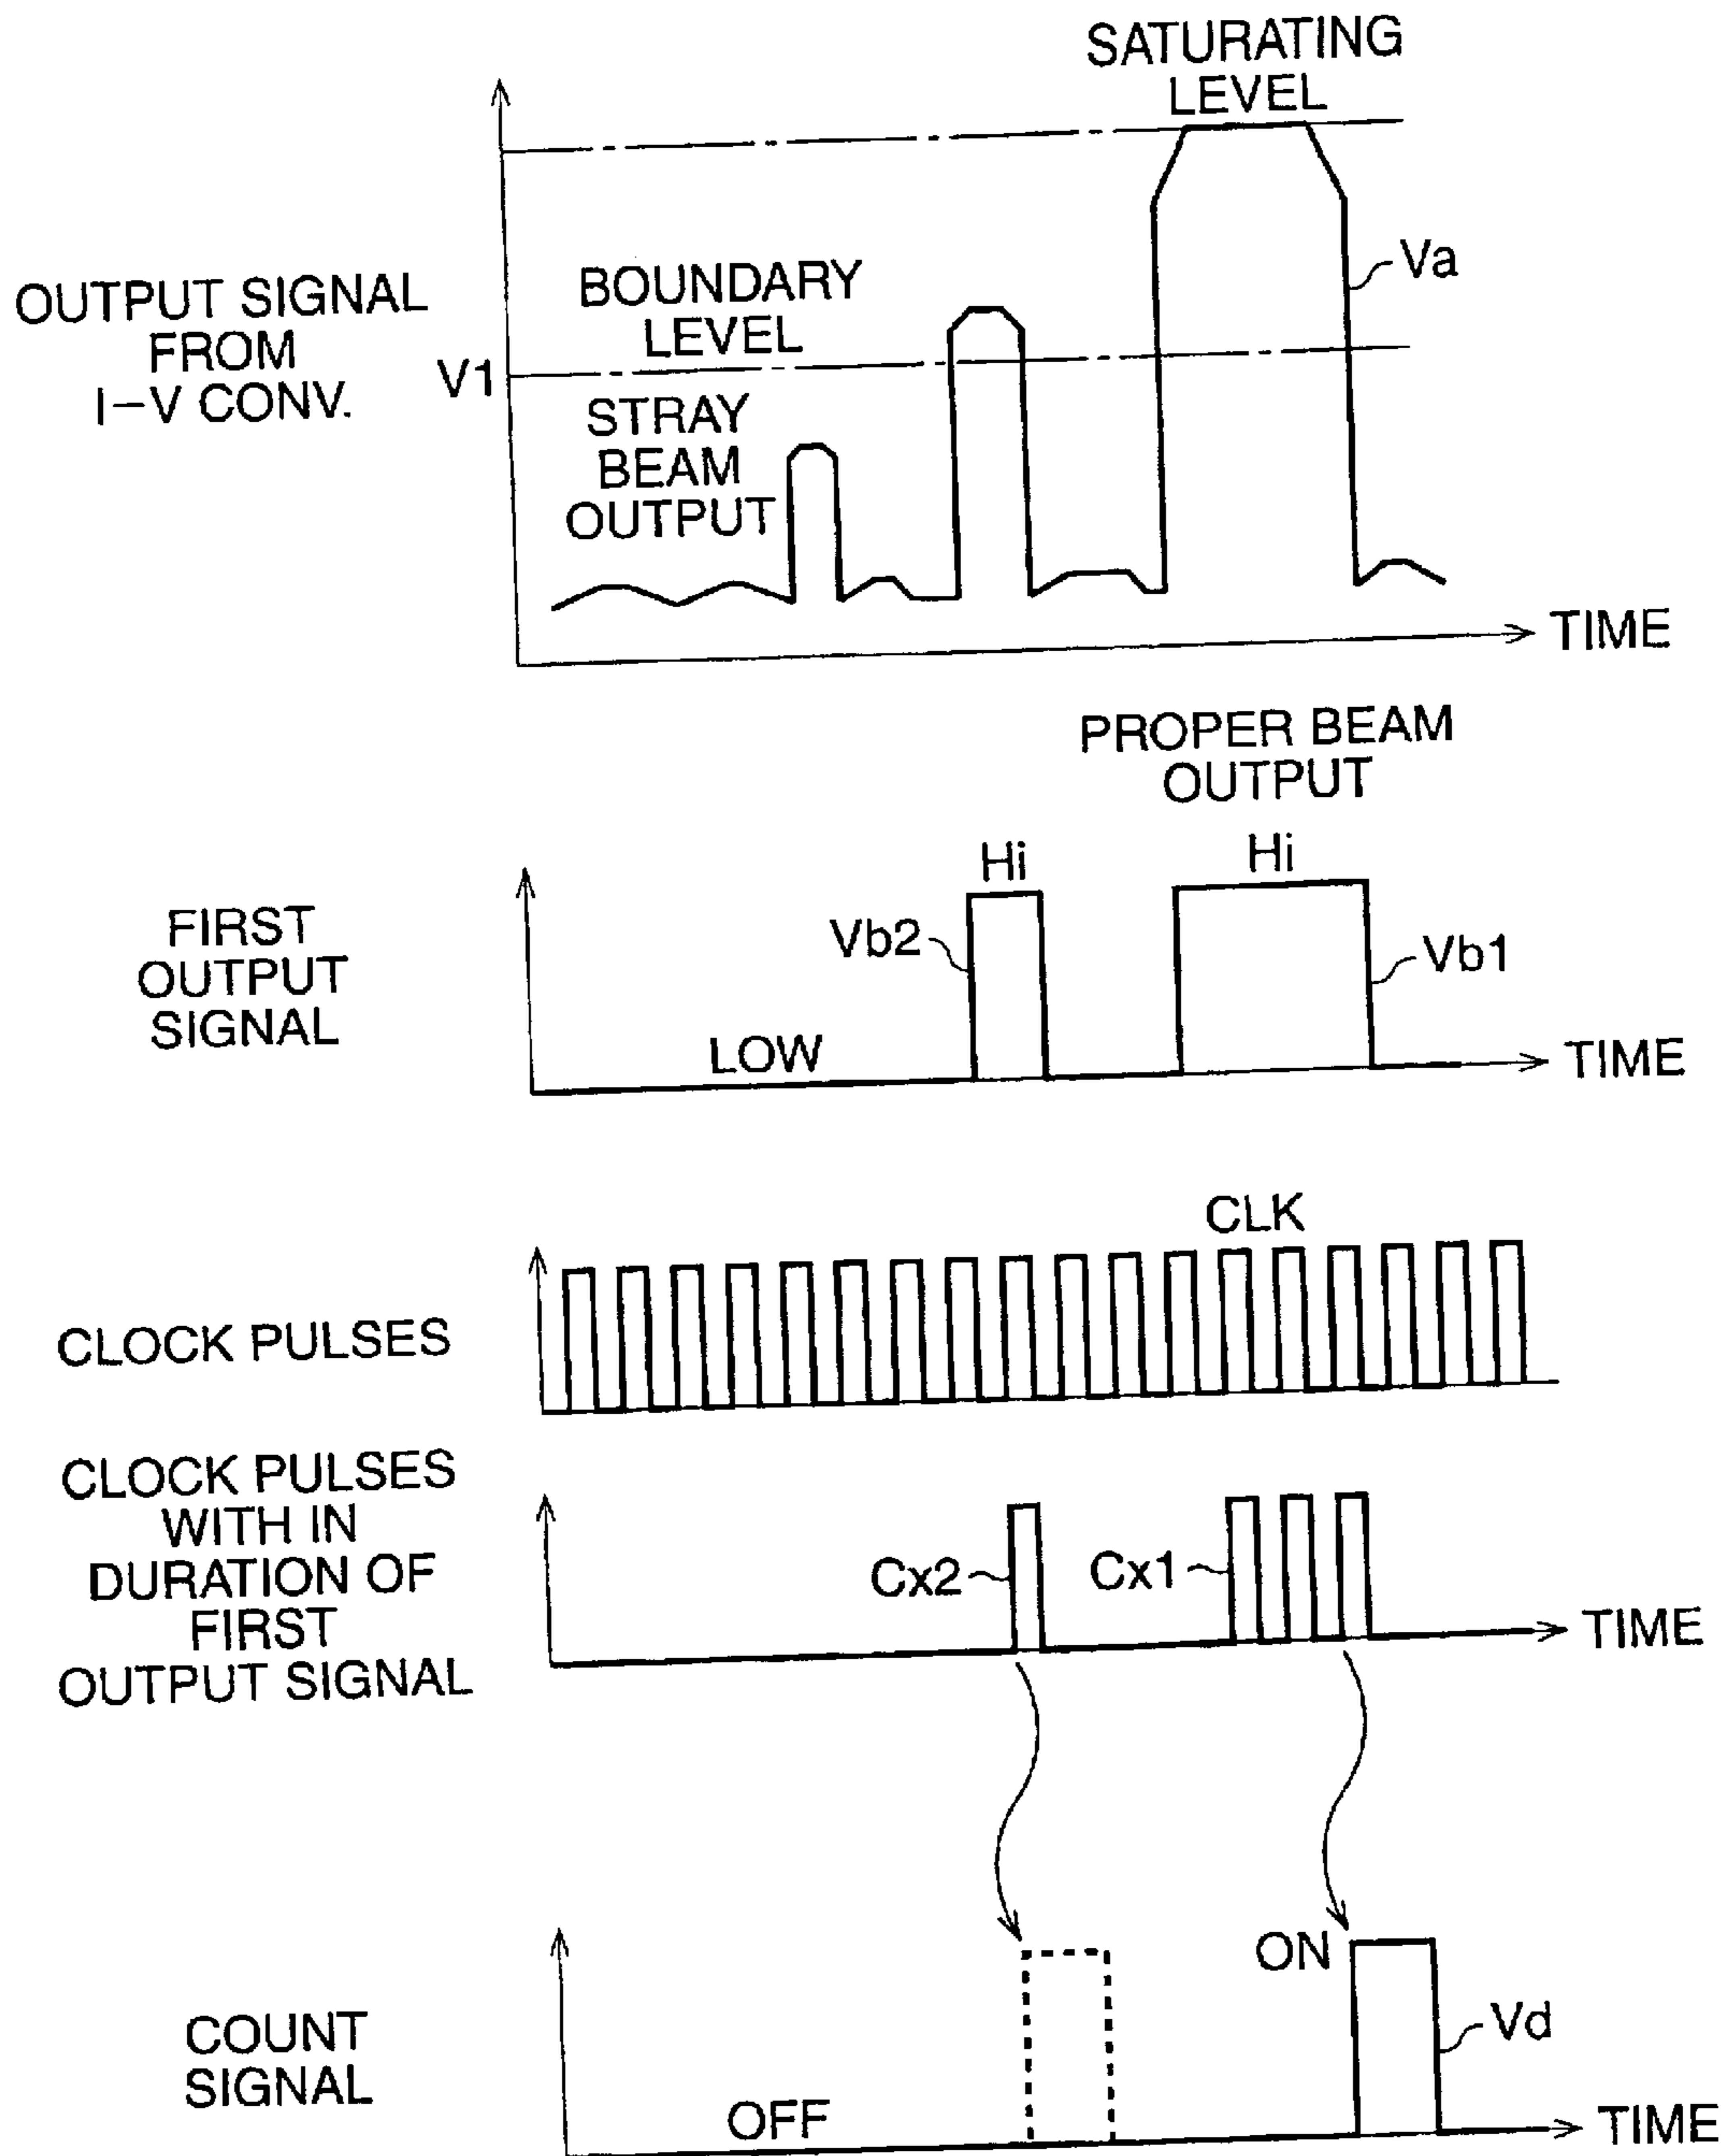 SATURATING
LEVEL
OUTPUT SIGNAL
FROM
I-V CONV.
BOUNDARY
LEVEL
V1
Va
STRAY
BEAM
OUTPUT
TIME
PROPER BEAM
OUTPUT
Hi
Hi
FIRST
OUTPUT
SIGNAL
Vb2
Vb1
LOW
TIME
CLK
CLOCK PULSES
CLOCK PULSES
WITH IN
DURATION OF
FIRST
OUTPUT SIGNAL
Cx2
Cx1
TIME
ON
COUNT
SIGNAL
Vd
OFF
TIME